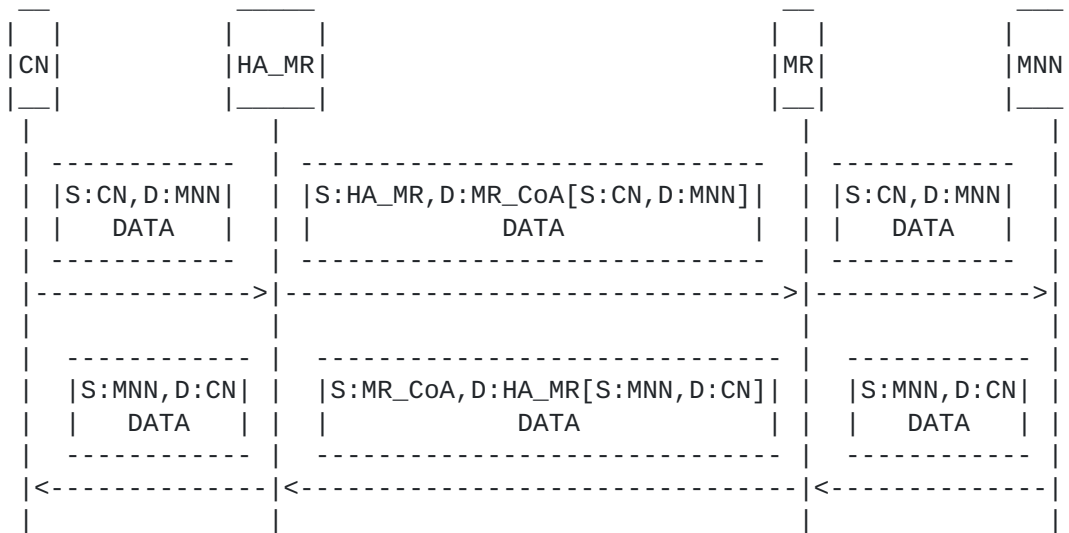 CN HA_MR MR MNN
S:CN,D:MNN S:HA_MR,D:MR_CoA[S:CN,D:MNN] S:CN,D:MNN
DATA DATA DATA
S:MNN,D:CN S:MR_CoA,D:HA_MR[S:MNN,D:CN] S:MNN,D:CN
DATA DATA DATA